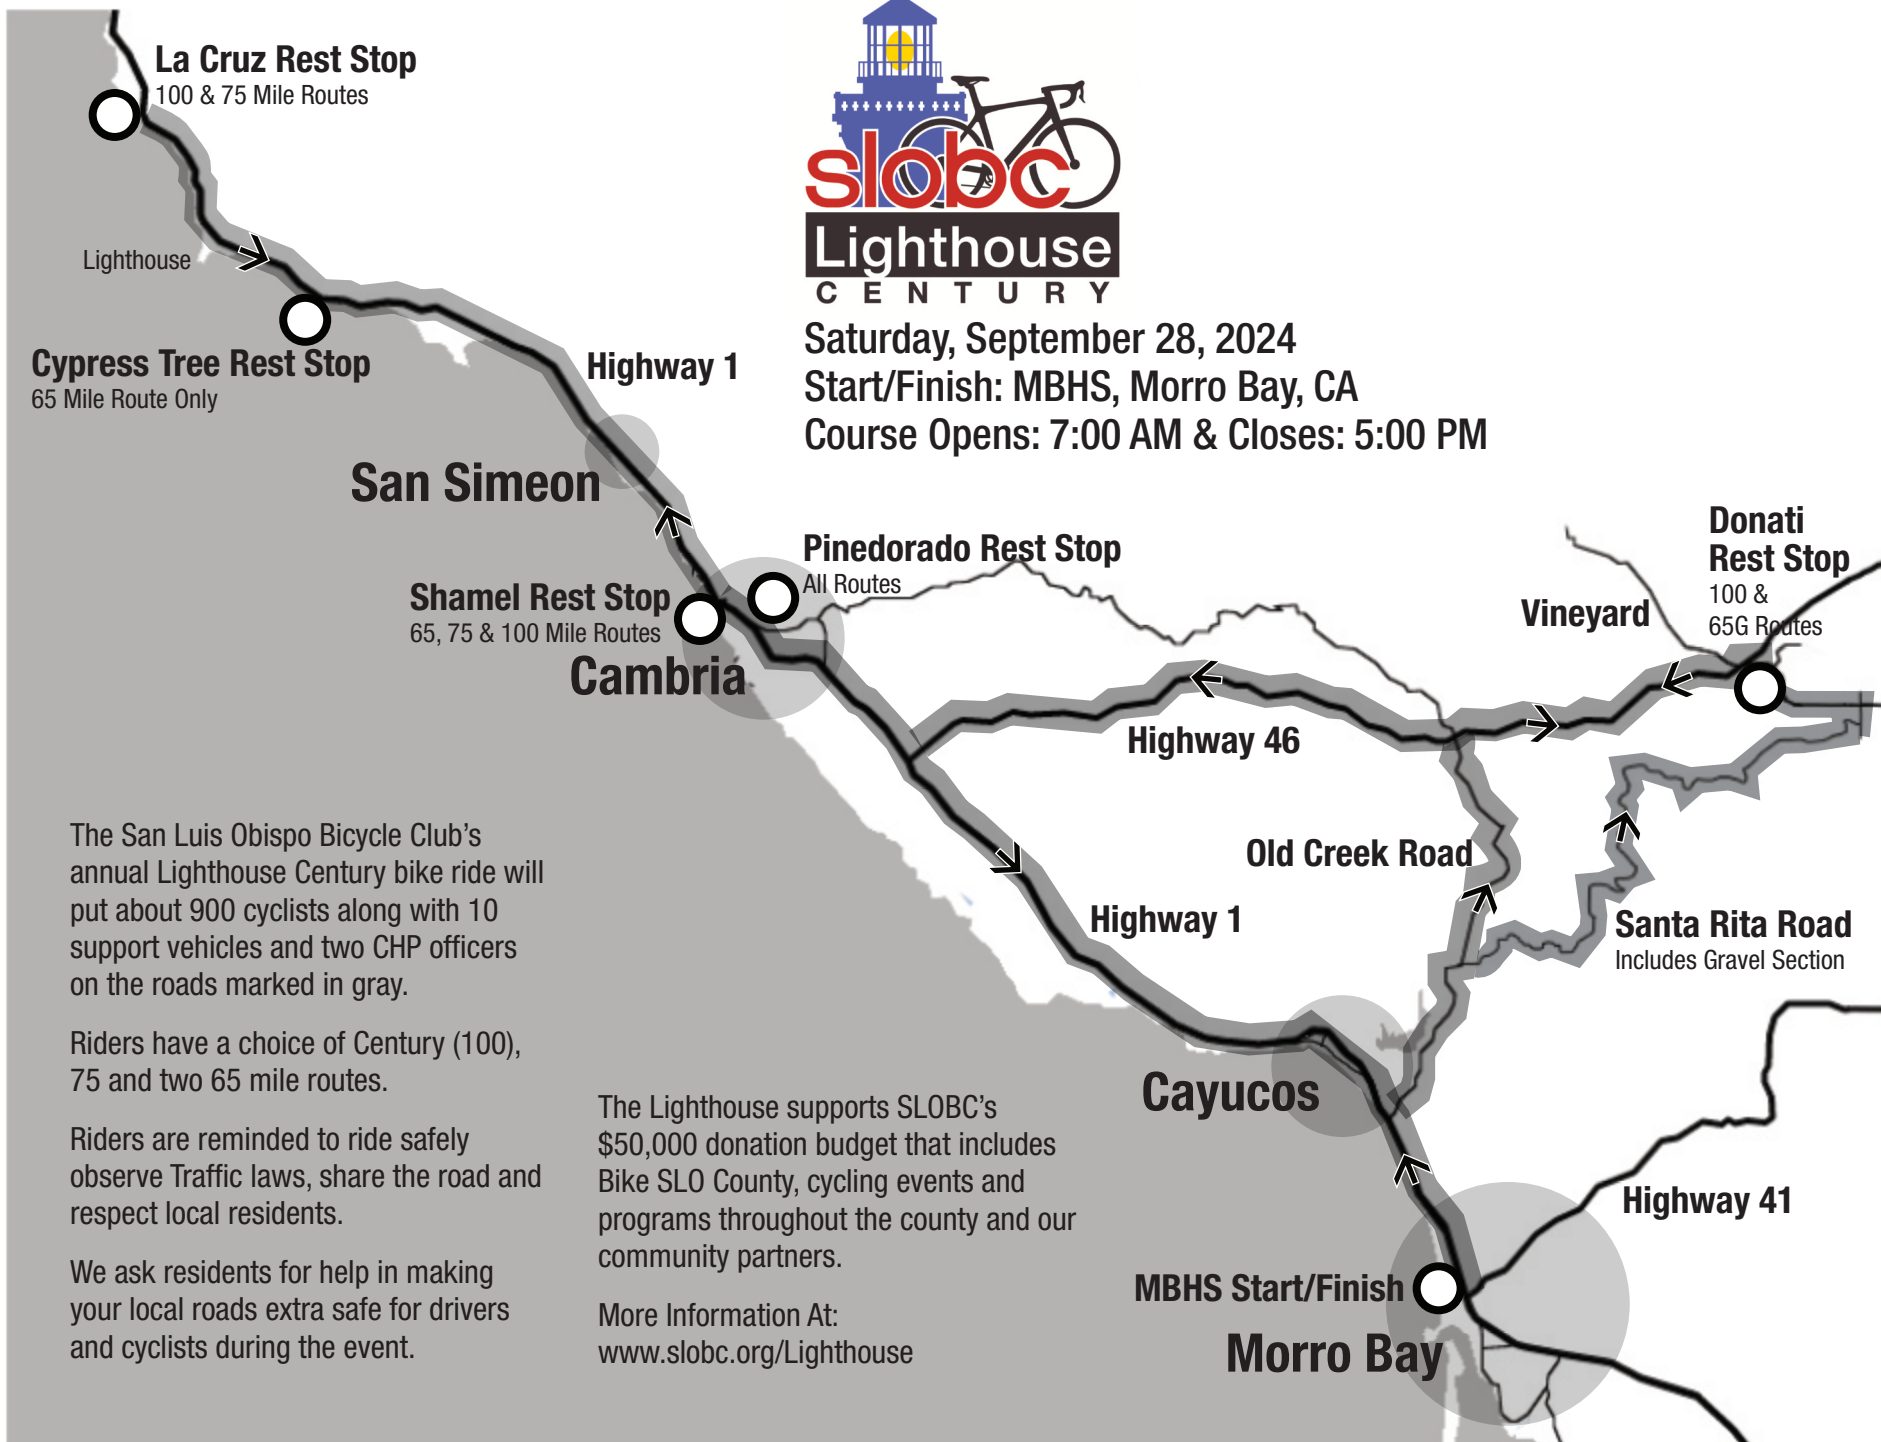 La Cruz Rest Stop
100 & 75 Mile Routes
Lighthouse
Cypress Tree Rest Stop
65 Mile Route Only
slobc
Lighthouse
CENTURY
Saturday, September 28, 2024
Start/Finish: MBHS, Morro Bay, CA
Course Opens: 7:00 AM & Closes: 5:00 PM
Highway 1
San Simeon
Pinedorado Rest Stop
All Routes
Shamel Rest Stop
65, 75 & 100 Mile Routes
Cambria
Donati
Rest Stop
100 &
65G Routes
Vineyard
Highway 46
Old Creek Road
Highway 1
Santa Rita Road
Includes Gravel Section
Cayucos
Highway 41
MBHS Start/Finish
Morro Bay
The San Luis Obispo Bicycle Club’s
annual Lighthouse Century bike ride will
put about 900 cyclists along with 10
support vehicles and two CHP officers
on the roads marked in gray.
Riders have a choice of Century (100),
75 and two 65 mile routes.
Riders are reminded to ride safely
observe Traffic laws, share the road and
respect local residents.
We ask residents for help in making
your local roads extra safe for drivers
and cyclists during the event.
The Lighthouse supports SLOBC’s
$50,000 donation budget that includes
Bike SLO County, cycling events and
programs throughout the county and our
community partners.
More Information At:
www.slobc.org/Lighthouse